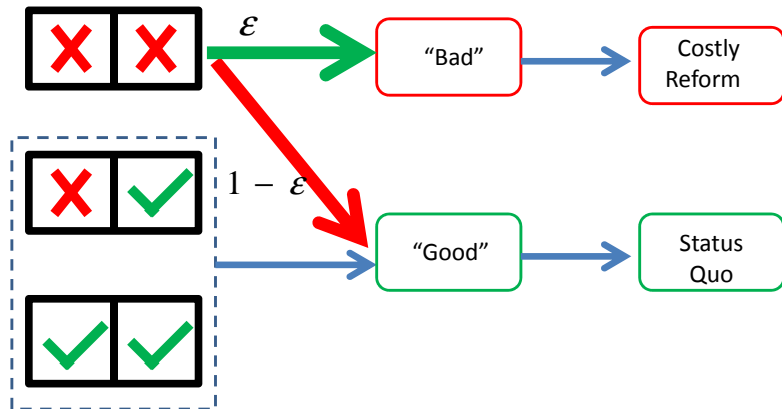 ε
“Bad”
Costly
Reform
1 − ε
“Good”
Status
Quo